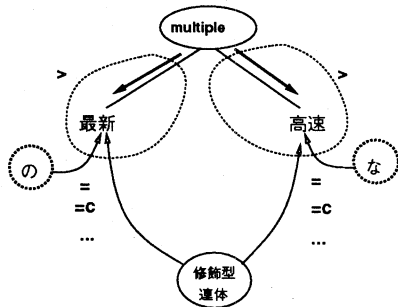 multiple
> >
最新 高速
の な
= =
=c =c
... ...
修飾型
連体